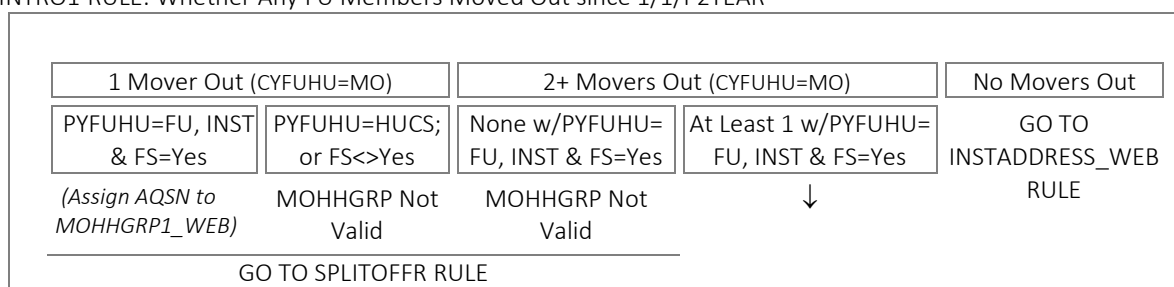 INTRO1 RULE: Whether Any FU Members Moved Out since 1/1/PZYEAR
1 Mover Out (CYFUHU=MO)
2+ Movers Out (CYFUHU=MO)
No Movers Out
PYFUHU=FU, INST
& FS=Yes
PYFUHU=HUCS;
or FS<>Yes
None w/PYFUHU=
FU, INST & FS=Yes
At Least 1 w/PYFUHU=
FU, INST & FS=Yes
GO TO
INSTADDRESS_WEB
RULE
(Assign AQSN to
MOHHGRP1_WEB)
MOHHGRP Not
Valid
MOHHGRP Not
Valid
↓
GO TO SPLITOFFR RULE